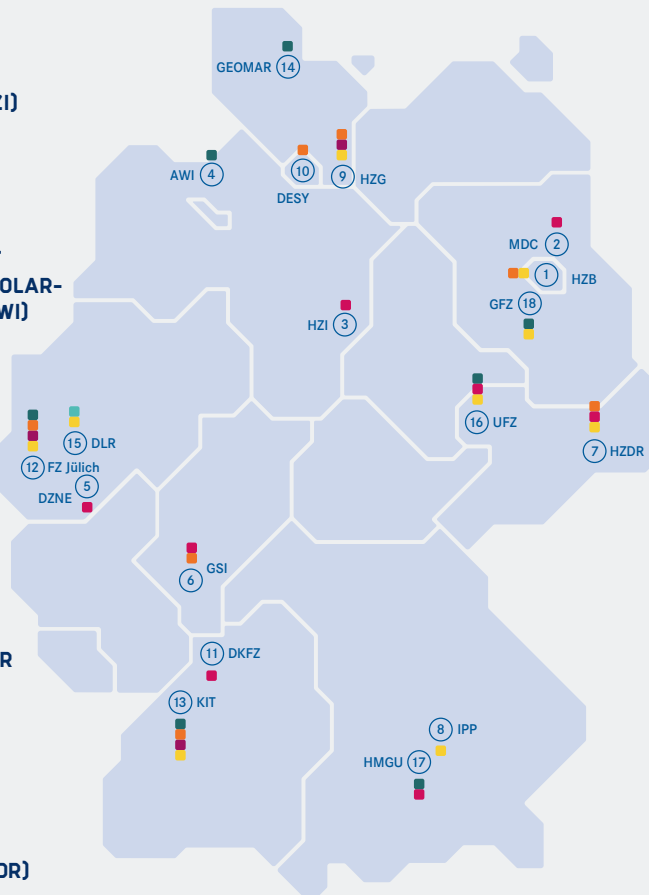 ZI)
OLAR-
WI)
R
OR)
GEOMAR 14
AWI 4
10
DESY
9 HZG
MDC 2
1
HZB
GFZ 18
HZI 3
16 UFZ
7 HZDR
15 DLR
12 FZ Jülich
5
DZNE
GSI
6
11 DKFZ
13 KIT
8 IPP
HMGU 17